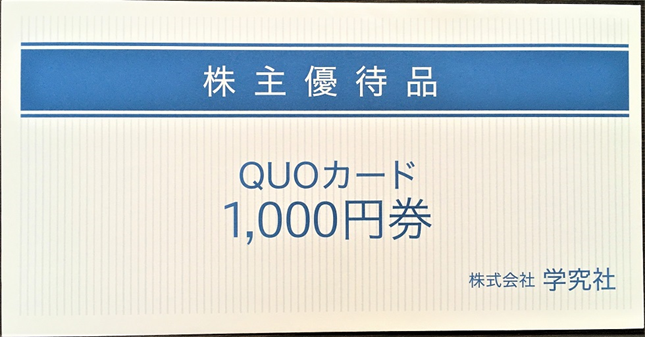 株主優待品
QUOカード
1,000円券
株式会社 学究社